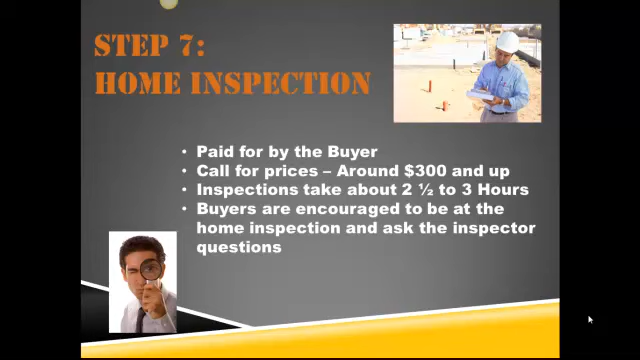 STEP 7:
HOME INSPECTION
• Paid for by the Buyer
• Call for prices – Around $300 and up
• Inspections take about 2 ½ to 3 Hours
• Buyers are encouraged to be at the
home inspection and ask the inspector
questions